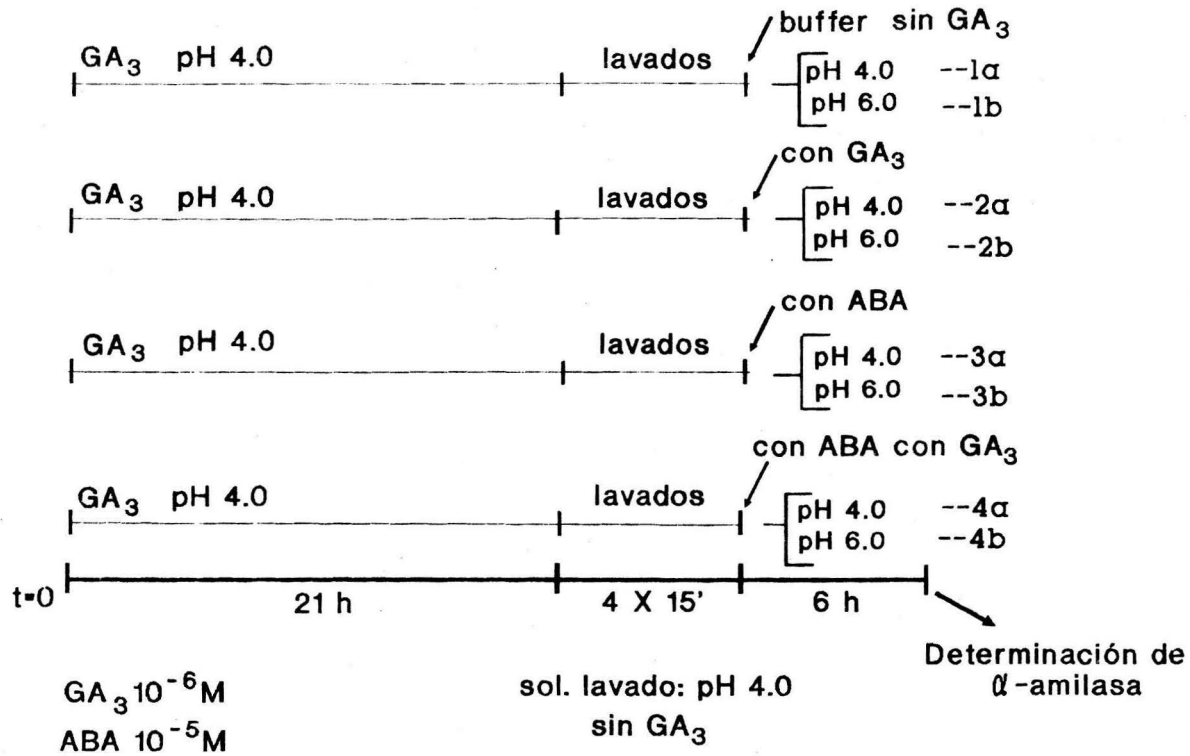 buffer sin GA3
GA3 pH 4.0 lavados
pH 4.0 --1a
pH 6.0 --1b
con GA3
GA3 pH 4.0 lavados
pH 4.0 --2a
pH 6.0 --2b
con ABA
GA3 pH 4.0 lavados
pH 4.0 --3a
pH 6.0 --3b
con ABA con GA3
GA3 pH 4.0 lavados
pH 4.0 --4a
pH 6.0 --4b
t=0 21 h 4 X 15' 6 h
Determinación de
α-amilasa
GA3 10^-6 M
ABA 10^-5 M
sol. lavado: pH 4.0
sin GA3